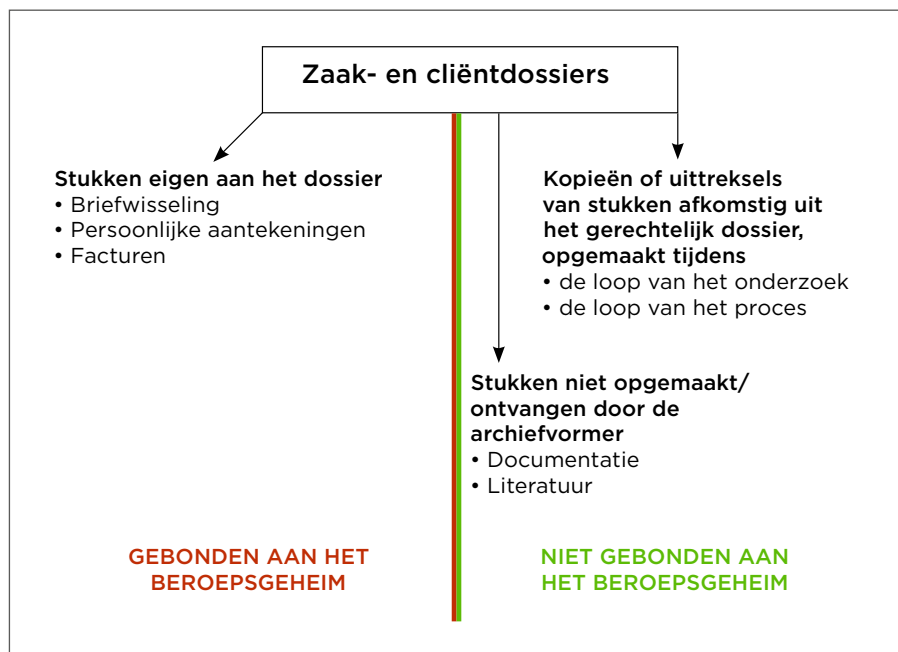 Zaak- en cliëntdossiers
Stukken eigen aan het dossier
• Briefwisseling
• Persoonlijke aantekeningen
• Facturen
Kopieën of uittreksels
van stukken afkomstig uit
het gerechtelijk dossier,
opgemaakt tijdens
• de loop van het onderzoek
• de loop van het proces
Stukken niet opgemaakt/
ontvangen door de
archiefvormer
• Documentatie
• Literatuur
GEBONDEN AAN HET
BEROEPSGEHEIM
NIET GEBONDEN AAN
HET BEROEPSGEHEIM